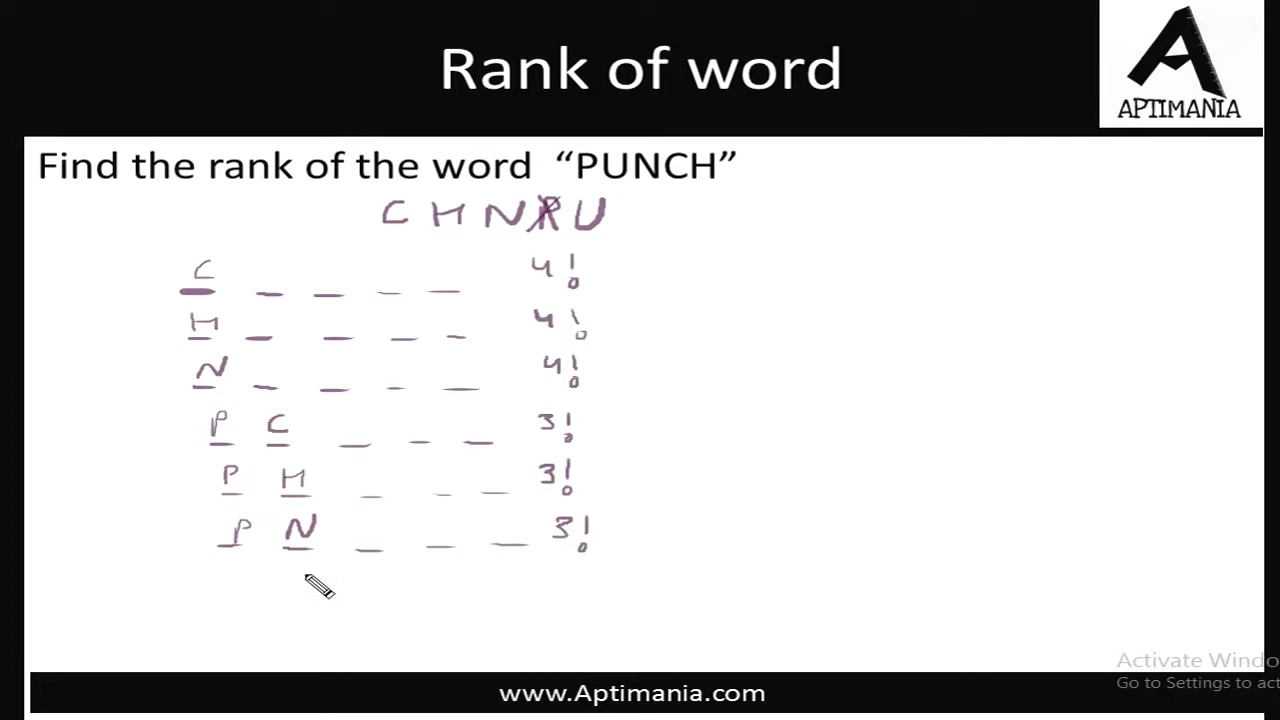 Rank of word
APTIMANIA
Find the rank of the word “PUNCH”
C H N P U
C _ _ _ _ 4!
H _ _ _ _ 4!
N _ _ _ _ 4!
P C _ _ _ 3!
P H _ _ _ 3!
P N _ _ _ 3!
Activate Windo
Go to Settings to act
www.Aptimania.com